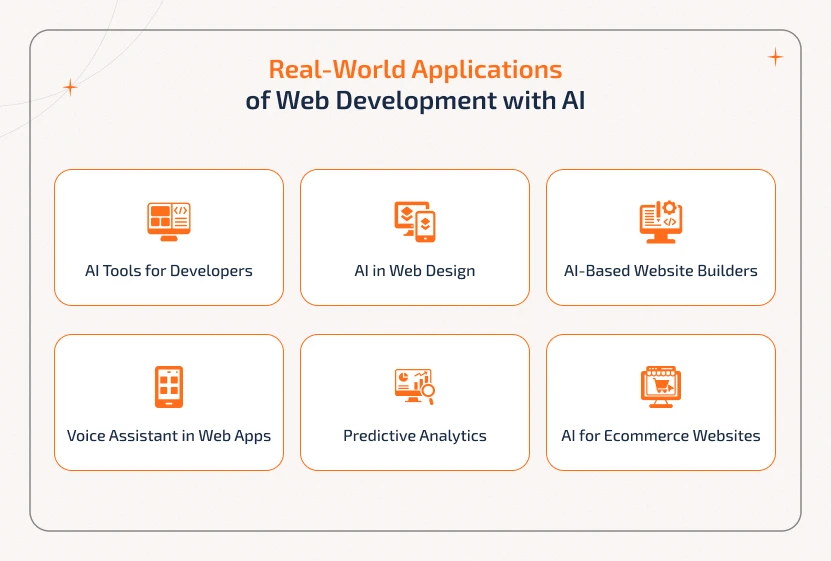 Real-World Applications
of Web Development with AI
AI Tools for Developers
AI in Web Design
AI-Based Website Builders
Voice Assistant in Web Apps
Predictive Analytics
AI for Ecommerce Websites